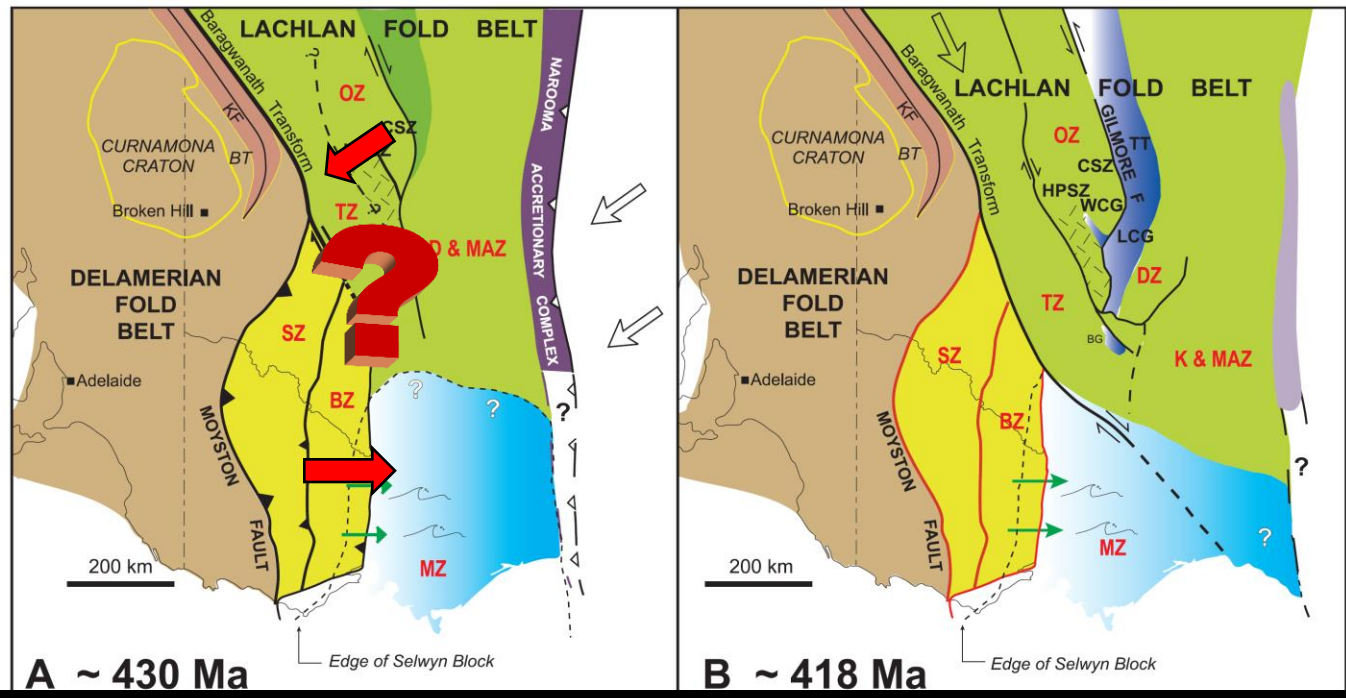 LACHLAN FOLD BELT
Baragwanath Transform
?
OZ
CSZ
KF
BT
CURNAMONA
CRATON
Broken Hill
TZ
?
D & MAZ
?
DELAMERIAN
FOLD
BELT
SZ
BZ
Adelaide
MOYSTON FAULT
NAROOMA ACCRETIONARY COMPLEX
?
?
?
MZ
200 km
Edge of Selwyn Block
A ~ 430 Ma
LACHLAN FOLD BELT
Baragwanath Transform
OZ
GILMORE F
TT
CSZ
HPSZ
WCG
LCG
KF
BT
CURNAMONA
CRATON
Broken Hill
DZ
TZ
BG
K & MAZ
DELAMERIAN
FOLD
BELT
SZ
BZ
Adelaide
MOYSTON FAULT
?
?
MZ
200 km
Edge of Selwyn Block
B ~ 418 Ma